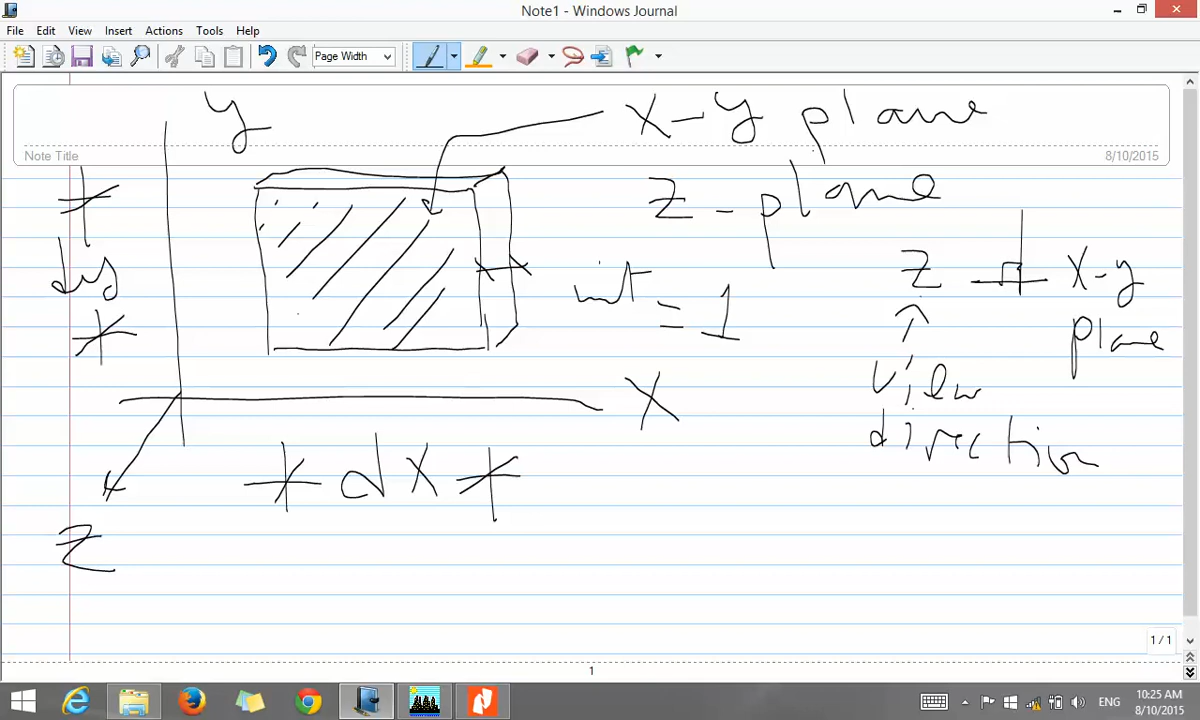 Note1 - Windows Journal
File Edit View Insert Actions Tools Help
Page Width
y
x-y plane
Note Title
8/10/2015
z-plane
dy
z ⊥ x-y
plane
↑
view
direction
= 1
x
dx
z
1 / 1
1
ENG
10:25 AM
8/10/2015